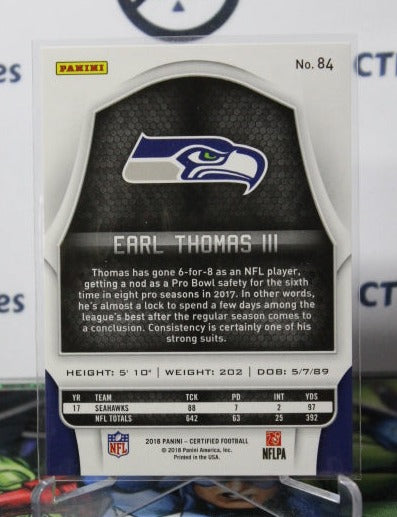 PANINI
No. 84
CT
ctibles
EARL THOMAS III
Thomas has gone 6-for-8 as an NFL player,
getting a nod as a Pro Bowl safety for the sixth
time in eight pro seasons in 2017. In other words,
he's almost a lock to spend a few days among the
league's best after the regular season comes to
a conclusion. Consistency is certainly one of his
strong suits.
CT
HEIGHT: 5' 10" | WEIGHT: 202 | DOB: 5/7/89
YR TEAM TCK PD INT YDS
17 SEAHAWKS 88 7 2 97
NFL TOTALS 642 63 25 392
NFL
2018 PANINI - CERTIFIED FOOTBALL
© 2018 Panini America, Inc.
Printed in the USA.
NFLPA